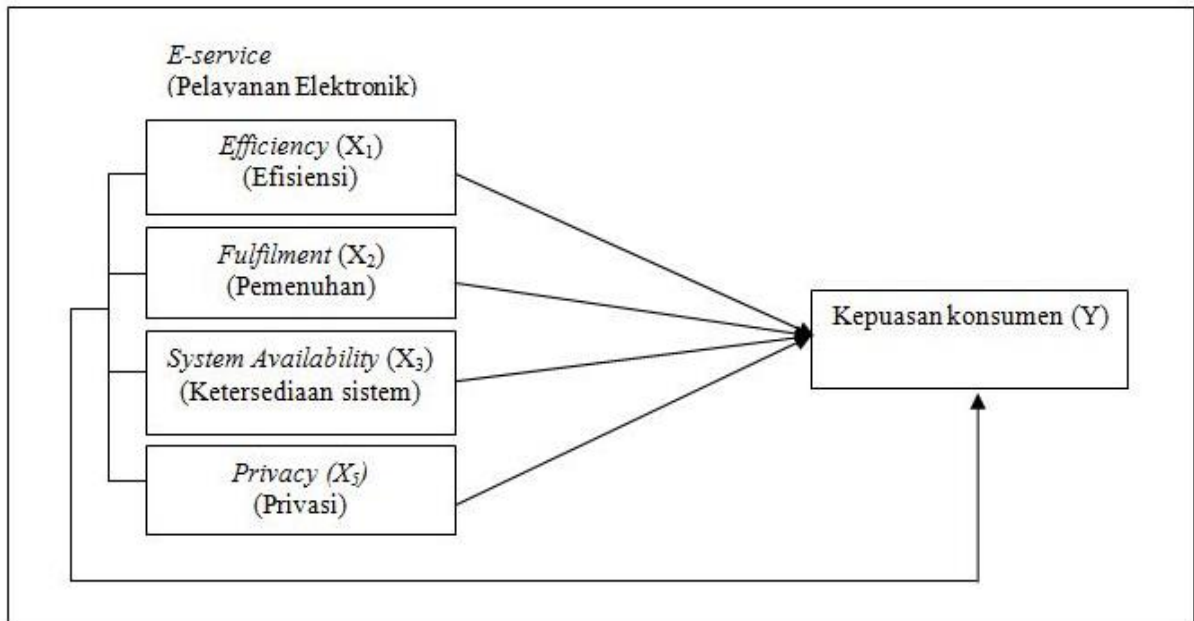 E-service
(Pelayanan Elektronik)
Efficiency (X₁)
(Efisiensi)
Fulfilment (X₂)
(Pemenuhan)
System Availability (X₃)
(Ketersediaan sistem)
Privacy (X₅)
(Privasi)
Kepuasan konsumen (Y)